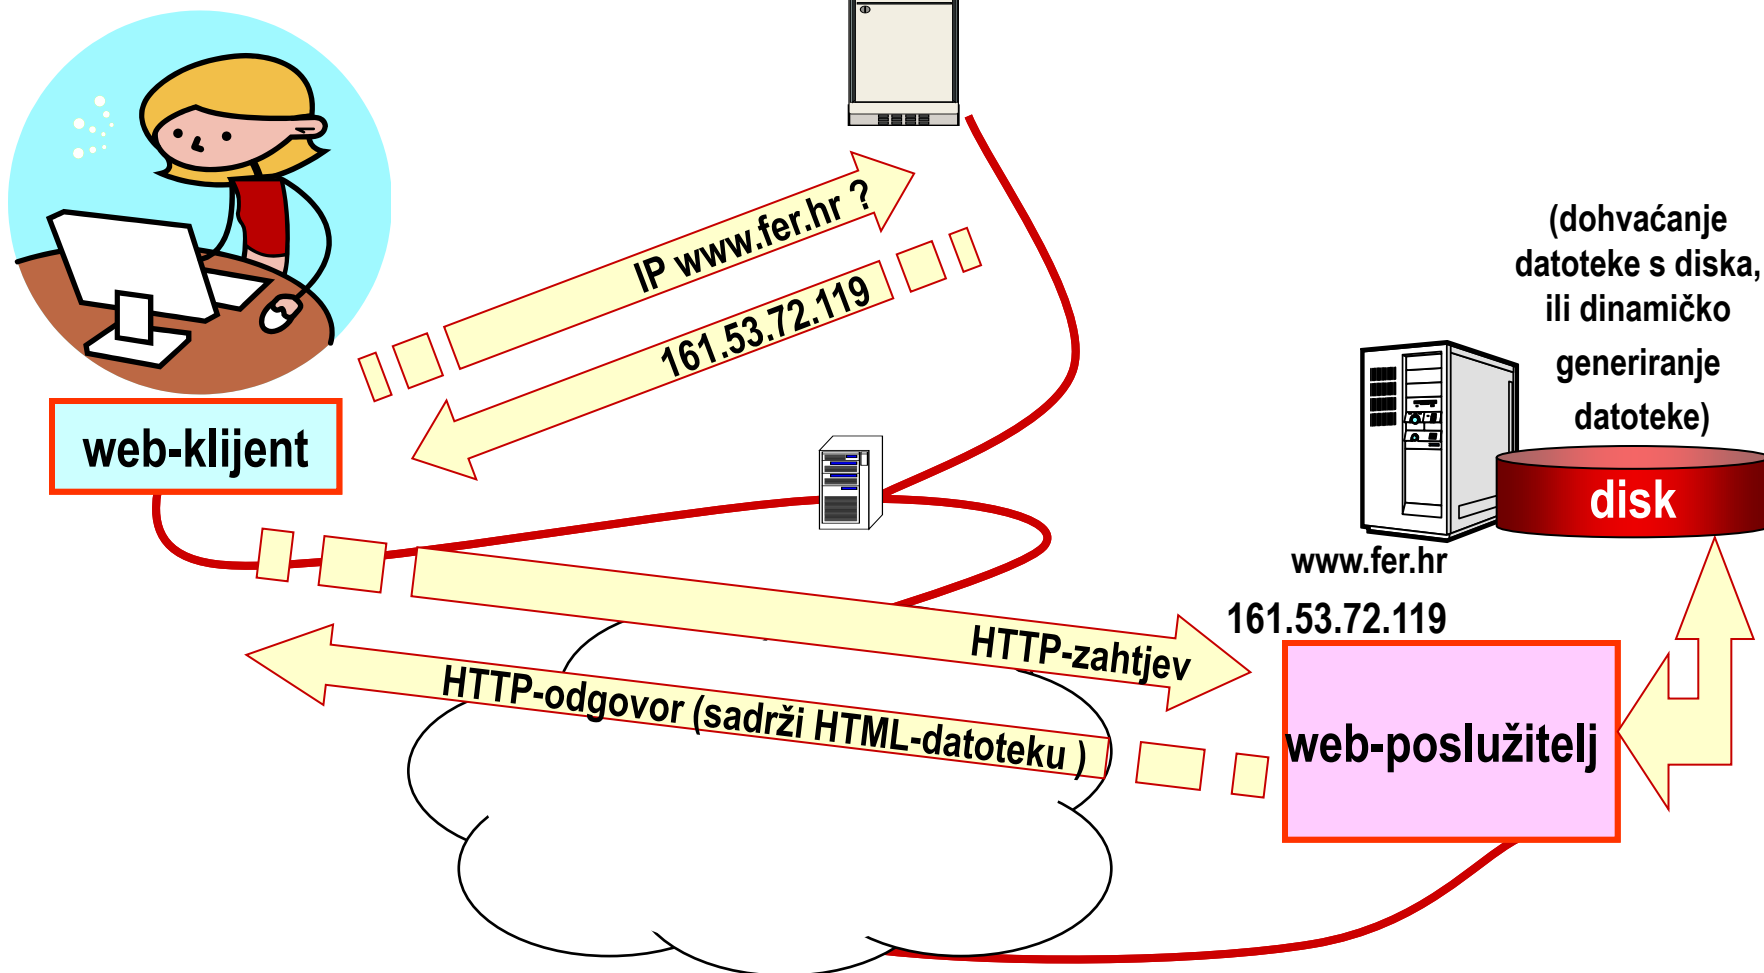 IP www.fer.hr ?
161.53.72.119
(dohvaćanje
datoteke s diska,
ili dinamičko
generiranje
datoteke)
web-klijent
disk
www.fer.hr
161.53.72.119
HTTP-zahtjev
HTTP-odgovor (sadrži HTML-datoteku )
web-poslužitelj